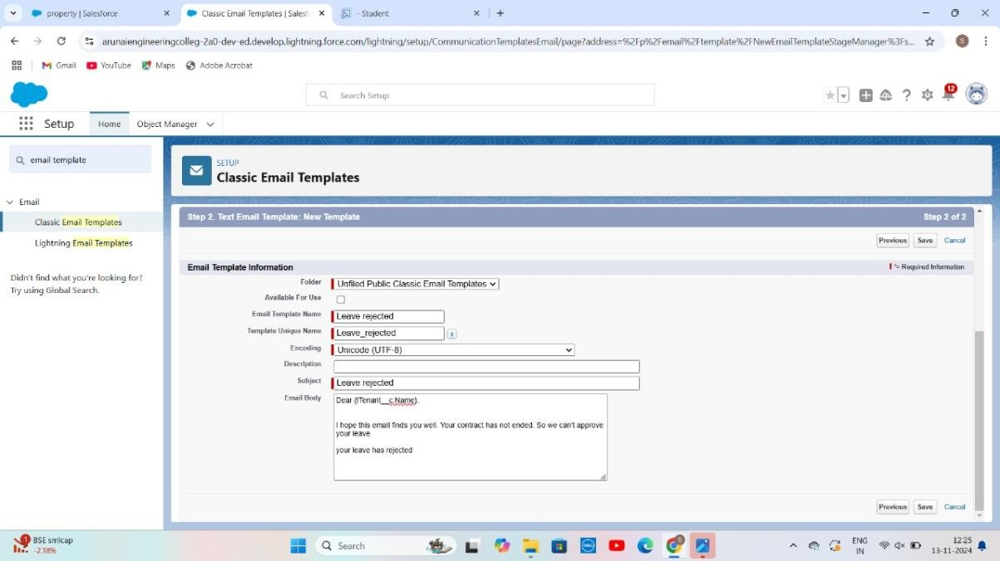 property | Salesforce
Classic Email Templates | Salesf
- Student
arunaiengineeringcolleg-2a0-dev-ed.develop.lightning.force.com/lightning/setup/CommunicationTemplatesEmail/page?address=%2Fp%2Femail%2Ftemplate%2FNewEmailTemplateStageManager%3Fs...
S
Gmail
YouTube
Maps
Adobe Acrobat
Search Setup
12
Setup
Home
Object Manager
email template
SETUP
Classic Email Templates
Email
Classic Email Templates
Lightning Email Templates
Didn't find what you're looking for?
Try using Global Search.
Step 2. Text Email Template: New Template
Step 2 of 2
Previous
Save
Cancel
Email Template Information
= Required Information
Folder
Unfiled Public Classic Email Templates
Available For Use
Email Template Name
Leave rejected
Template Unique Name
Leave_rejected
i
Encoding
Unicode (UTF-8)
Description
Subject
Leave rejected
Email Body
Dear {!Tenant__c.Name},
I hope this email finds you well. Your contract has not ended. So we can't approve
your leave
your leave has rejected
Previous
Save
Cancel
1
BSE smlcap
-2.18%
Search
ENG
IN
12:25
13-11-2024